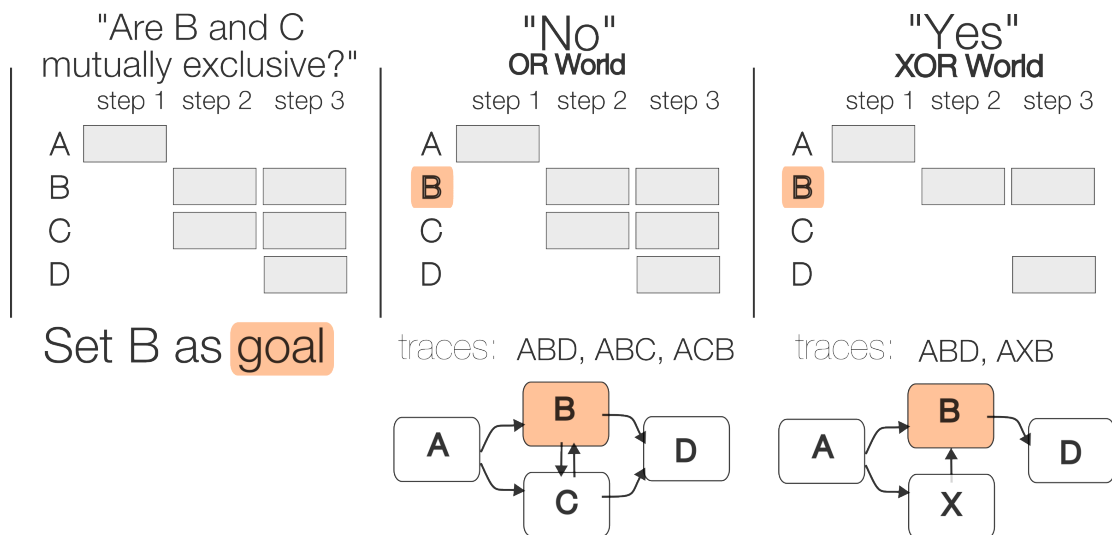 "Are B and C
mutually exclusive?"
step 1 step 2 step 3
A
B
C
D
Set B as goal
"No"
OR World
step 1 step 2 step 3
A
B
C
D
traces: ABD, ABC, ACB
A
B
C
D
"Yes"
XOR World
step 1 step 2 step 3
A
B
C
D
traces: ABD, AXB
A
B
X
D